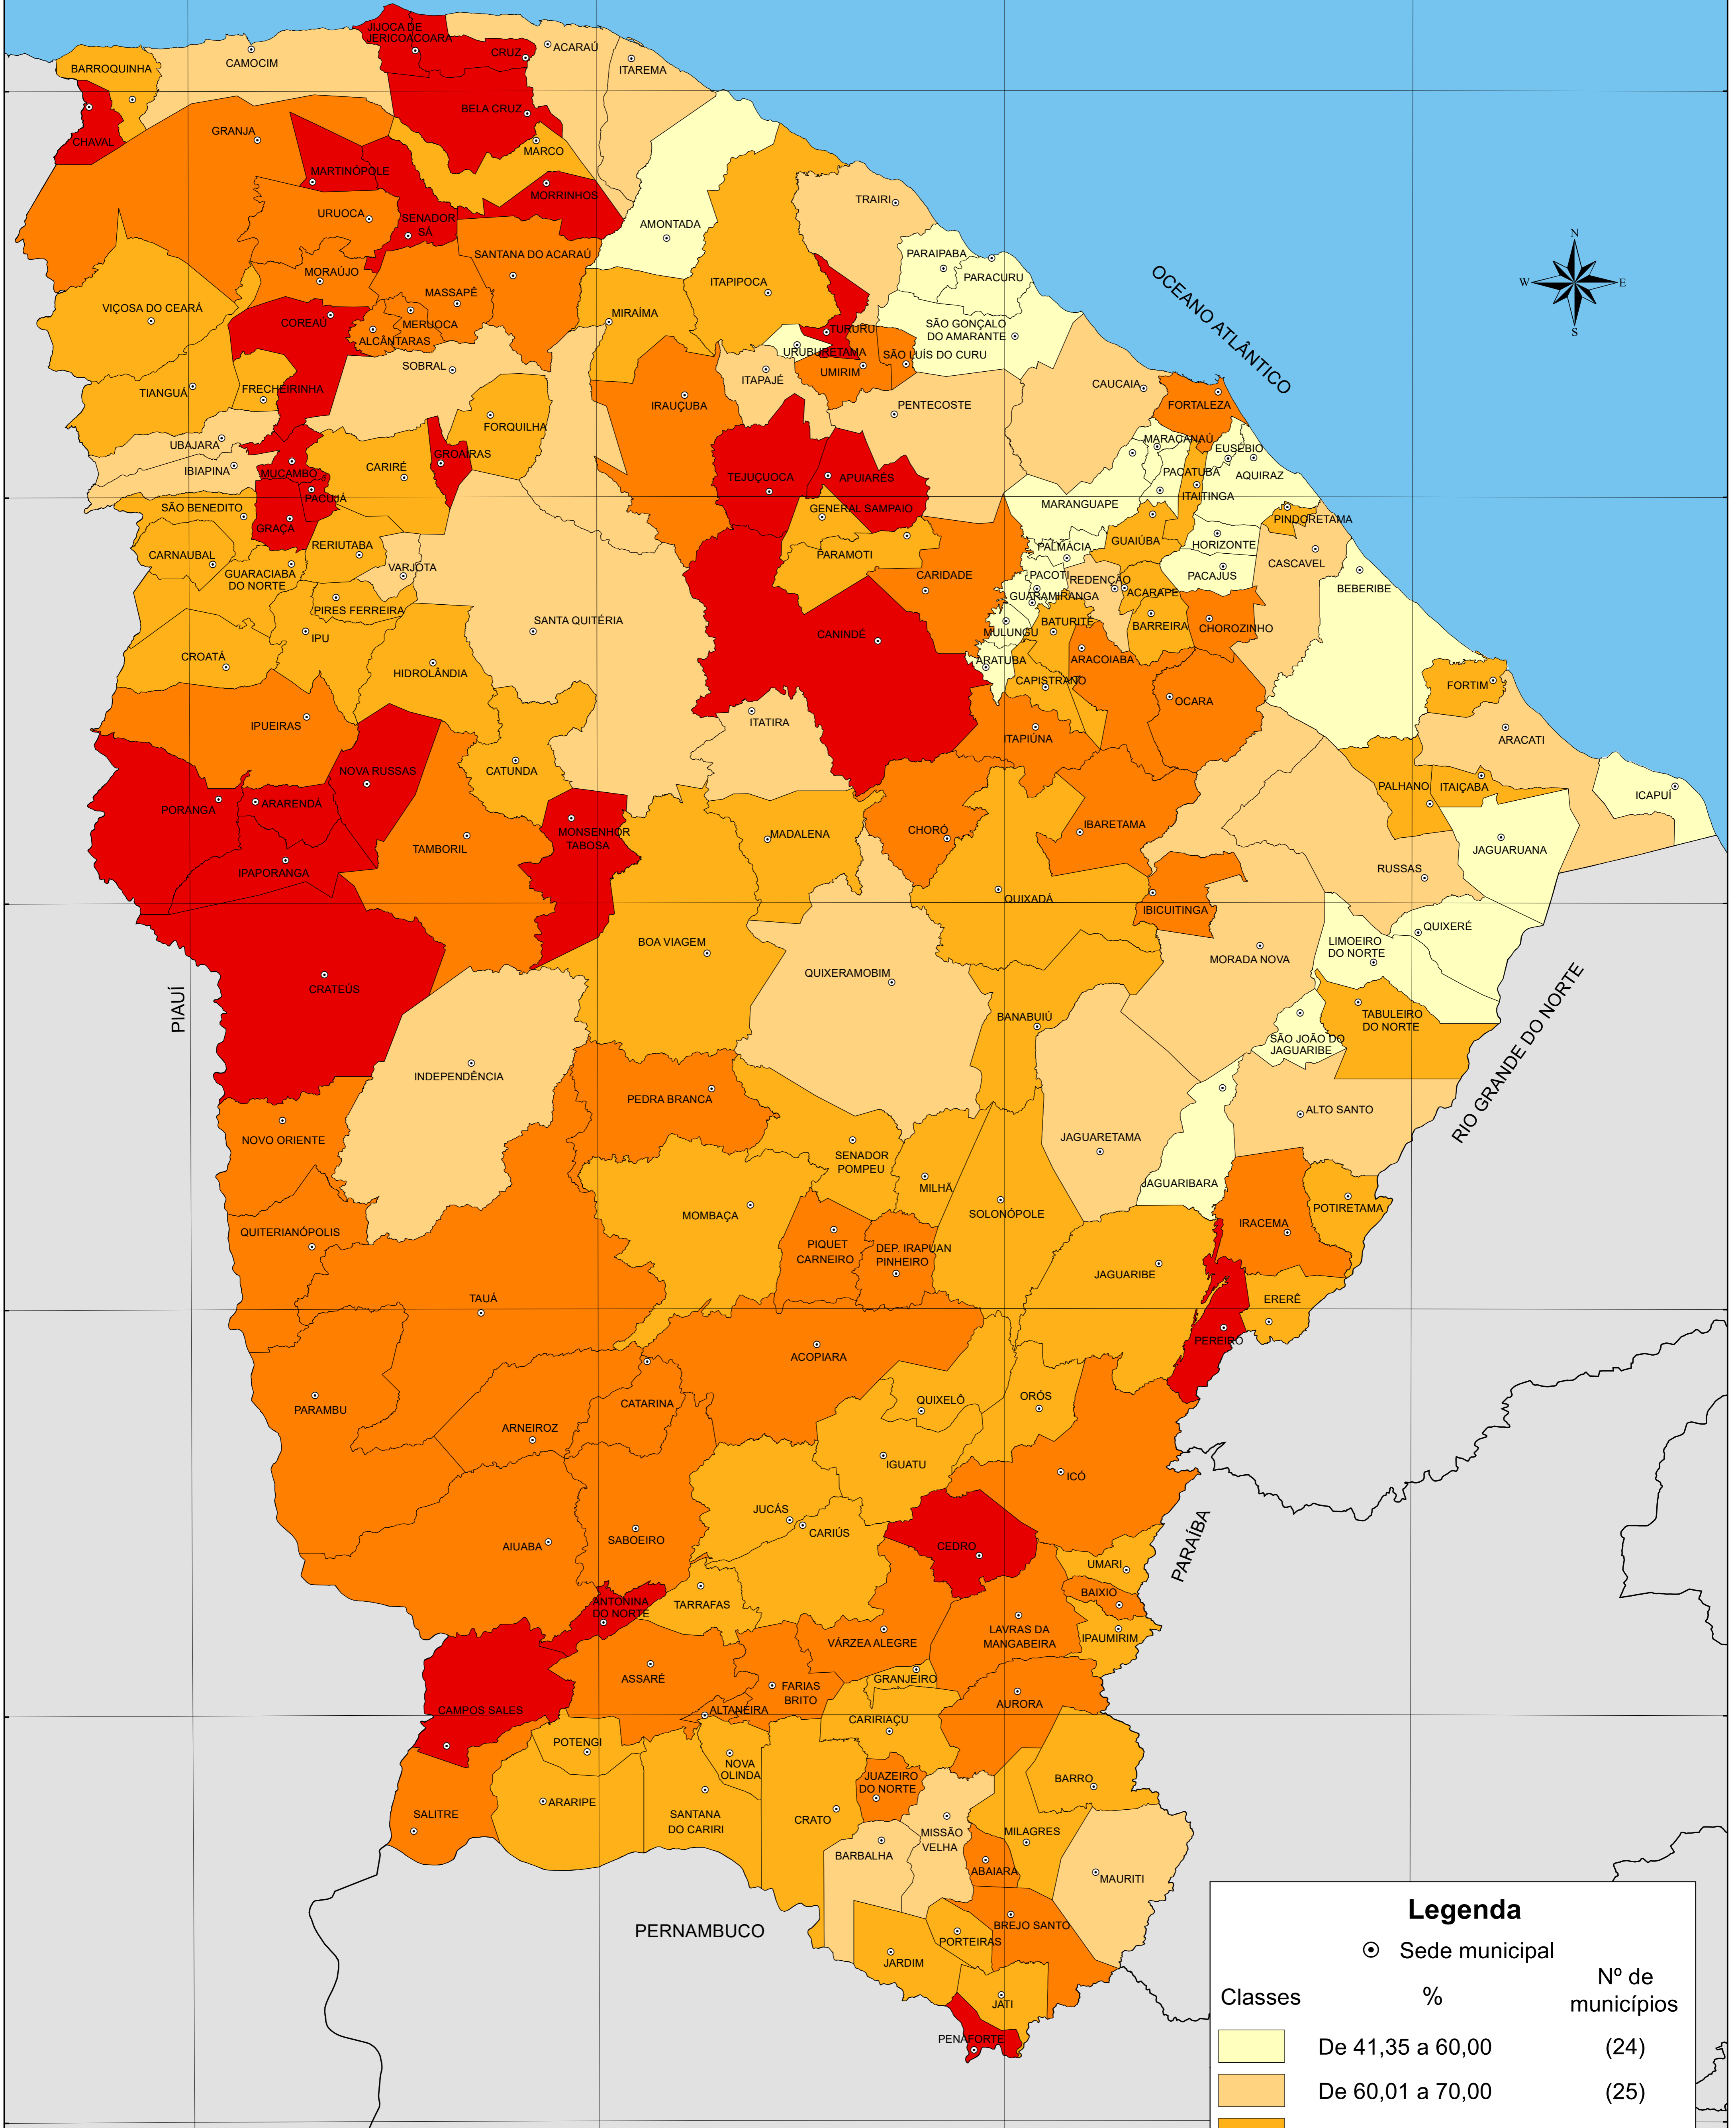 JIJOCA DE
JERICOACOARA
CRUZ
ACARAÚ
ITAREMA
BARROQUINHA
CAMOCIM
CHAVAL
BELA CRUZ
GRANJA
MARCO
MARTINÓPOLE
MORRINHOS
URUOCA
SENADOR
SÁ
AMONTADA
TRAIRI
SANTANA DO ACARAÚ
MORAÚJO
PARAIPABA
PARACURU
N
W
E
S
OCEANO ATLÂNTICO
VIÇOSA DO CEARÁ
MASSAPÊ
ITAPIPOCA
MIRAÍMA
COREAÚ
MERUOCA
ALCÂNTARAS
TURURU
SÃO GONÇALO
DO AMARANTE
URUBURETAMA
SÃO LUÍS DO CURU
UMIRIM
SOBRAL
ITAPAJÉ
TIANGUÁ
FRECHEIRINHA
IRAUÇUBA
PENTECOSTE
CAUCAIA
FORTALEZA
FORQUILHA
UBAJARA
IBIAPINA
MUCAMBO
CARIRÉ
GROAÍRAS
TEJUÇUOCA
APUIARÉS
MARACANAÚ
EUSÉBIO
PACATUBA
AQUIRAZ
ITAITINGA
PACUJÁ
SÃO BENEDITO
GRAÇA
GENERAL SAMPAIO
MARANGUAPE
PINDORETAMA
CARNAUBAL
RERIUTABA
GUARACIABA
DO NORTE
VARJOTA
PARAMOTI
CARIDADE
PALMÁCIA
GUAIÚBA
HORIZONTE
CASCAVEL
PACOTI
REDENÇÃO
PACAJUS
BEBERIBE
GUARAMIRANGA
ACARAPE
PIRES FERREIRA
IPU
SANTA QUITÉRIA
CANINDÉ
MULUNGU
BATURITÉ
BARREIRA
CHOROZINHO
CROATÁ
HIDROLÂNDIA
ARATUBA
ARACOIABA
CAPISTRANO
FORTIM
IPUEIRAS
ITATIRA
ITAPIÚNA
OCARA
ARACATI
NOVA RUSSAS
CATUNDA
PORANGA
ARARENDÁ
PALHANO
ITAIÇABA
ICAPUÍ
MONSENHOR
TABOSA
TAMBORIL
MADALENA
CHORÓ
IBARETAMA
JAGUARUANA
IPAPORANGA
RUSSAS
QUIXADÁ
IBICUITINGA
BOA VIAGEM
QUIXERÉ
LIMOEIRO
DO NORTE
MORADA NOVA
QUIXERAMOBIM
CRATEÚS
PIAUÍ
BANABUIÚ
TABULEIRO
DO NORTE
SÃO JOÃO DO
JAGUARIBE
RIO GRANDE DO NORTE
INDEPENDÊNCIA
PEDRA BRANCA
ALTO SANTO
NOVO ORIENTE
JAGUARETAMA
SENADOR
POMPEU
MILHÃ
JAGUARIBARA
MOMBAÇA
SOLONÓPOLE
POTIRETAMA
IRACEMA
QUITERIANÓPOLIS
PIQUET
CARNEIRO
DEP. IRAPUAN
PINHEIRO
JAGUARIBE
TAUÁ
ERERÊ
PEREIRO
ACOPIARA
PARAMBU
CATARINA
QUIXELÔ
ORÓS
ARNEIROZ
IGUATU
ICÓ
JUCÁS
CARIÚS
AIUABA
SABOEIRO
CEDRO
PARAÍBA
UMARI
BAIXIO
ANTONINA
DO NORTE
TARRAFAS
LAVRAS DA
MANGABEIRA
IPAUMIRIM
VÁRZEA ALEGRE
ASSARÉ
GRANJEIRO
FARIAS
BRITO
AURORA
CAMPOS SALES
ALTANEIRA
CARIRIAÇU
POTENGI
NOVA
OLINDA
JUAZEIRO
DO NORTE
BARRO
ARARIPE
SALITRE
SANTANA
DO CARIRI
CRATO
MISSÃO
VELHA
MILAGRES
BARBALHA
ABAIARA
MAURITI
PERNAMBUCO
BREJO SANTO
PORTEIRAS
JARDIM
JATI
PENAFORTE
Legenda
Sede municipal
Classes
%
Nº de
municípios
De 41,35 a 60,00
(24)
De 60,01 a 70,00
(25)